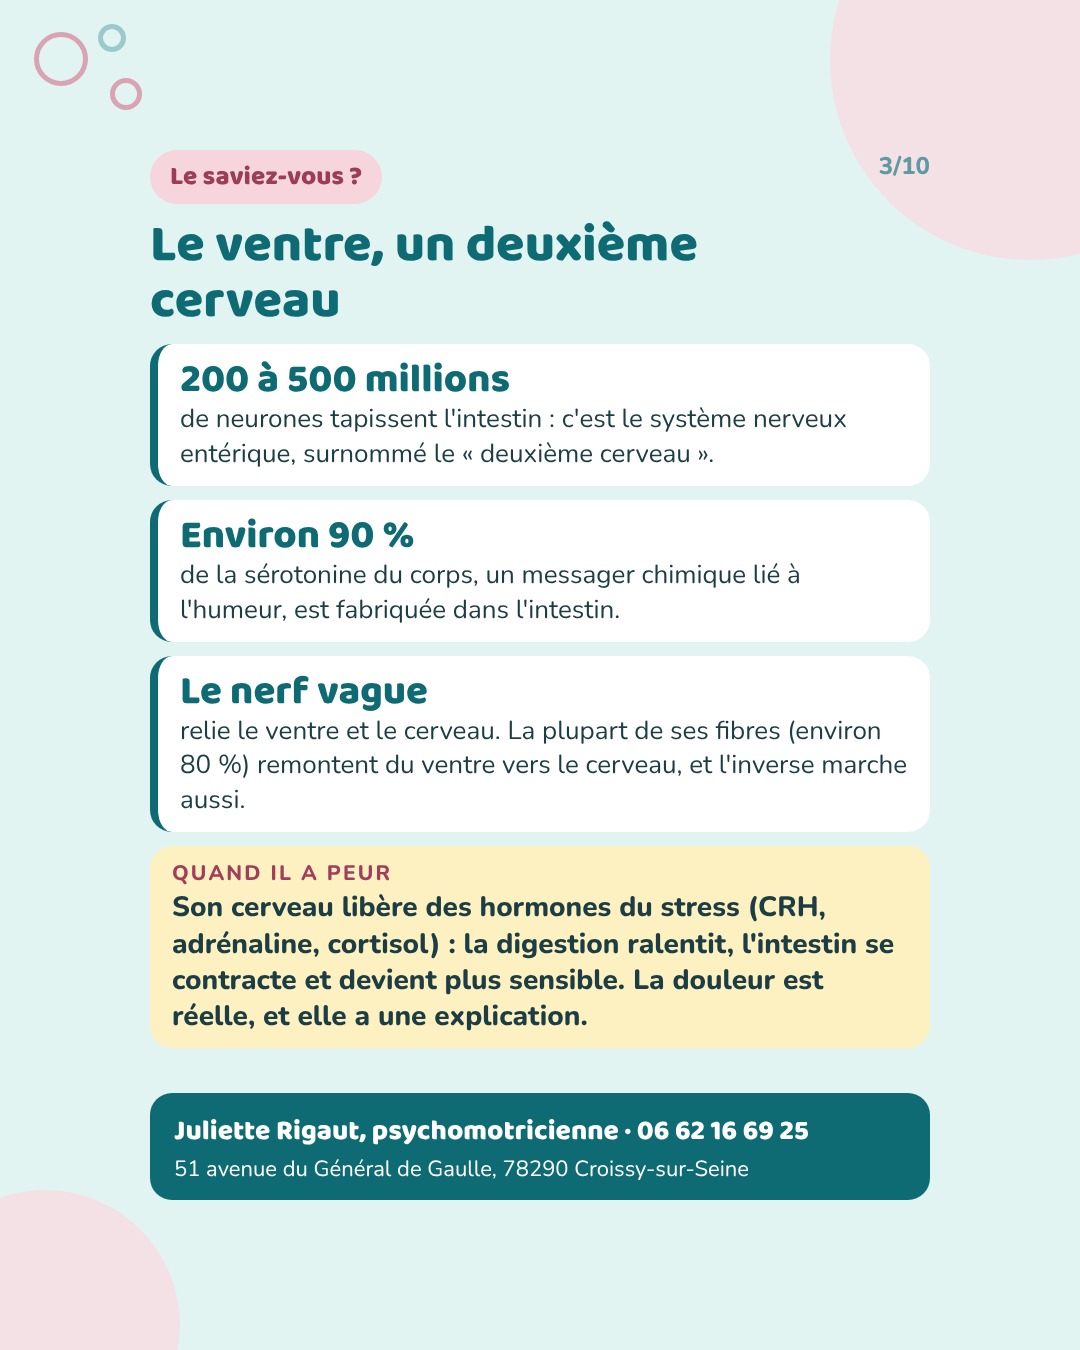 Le saviez-vous ?
3/10
Le ventre, un deuxième
cerveau
200 à 500 millions
de neurones tapissent l'intestin : c'est le système nerveux
entérique, surnommé le « deuxième cerveau ».
Environ 90 %
de la sérotonine du corps, un messager chimique lié à
l'humeur, est fabriquée dans l'intestin.
Le nerf vague
relie le ventre et le cerveau. La plupart de ses fibres (environ
80 %) remontent du ventre vers le cerveau, et l'inverse marche
aussi.
QUAND IL A PEUR
Son cerveau libère des hormones du stress (CRH,
adrénaline, cortisol) : la digestion ralentit, l'intestin se
contracte et devient plus sensible. La douleur est
réelle, et elle a une explication.
Juliette Rigaut, psychomotricienne · 06 62 16 69 25
51 avenue du Général de Gaulle, 78290 Croissy-sur-Seine